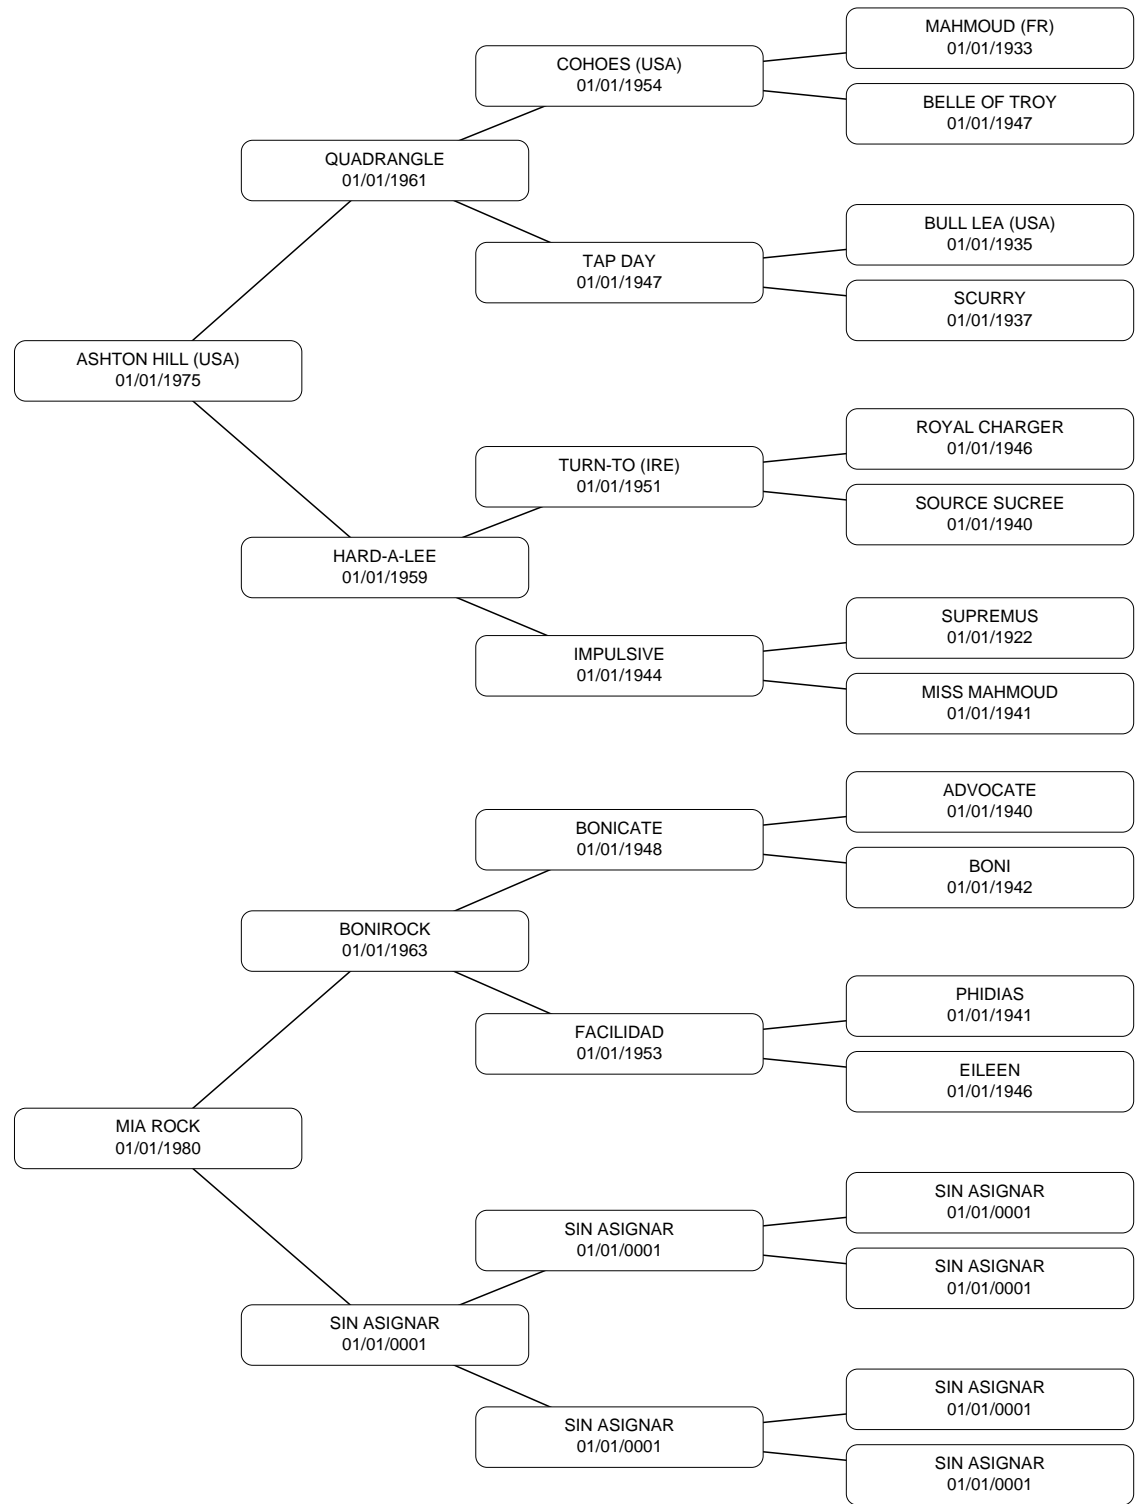 MAHMOUD (FR)
01/01/1933
COHOES (USA)
01/01/1954
BELLE OF TROY
01/01/1947
QUADRANGLE
01/01/1961
BULL LEA (USA)
01/01/1935
TAP DAY
01/01/1947
SCURRY
01/01/1937
ASHTON HILL (USA)
01/01/1975
ROYAL CHARGER
01/01/1946
TURN-TO (IRE)
01/01/1951
SOURCE SUCREE
01/01/1940
HARD-A-LEE
01/01/1959
SUPREMUS
01/01/1922
IMPULSIVE
01/01/1944
MISS MAHMOUD
01/01/1941
ADVOCATE
01/01/1940
BONICATE
01/01/1948
BONI
01/01/1942
BONIROCK
01/01/1963
PHIDIAS
01/01/1941
FACILIDAD
01/01/1953
EILEEN
01/01/1946
MIA ROCK
01/01/1980
SIN ASIGNAR
01/01/0001
SIN ASIGNAR
01/01/0001
SIN ASIGNAR
01/01/0001
SIN ASIGNAR
01/01/0001
SIN ASIGNAR
01/01/0001
SIN ASIGNAR
01/01/0001
SIN ASIGNAR
01/01/0001